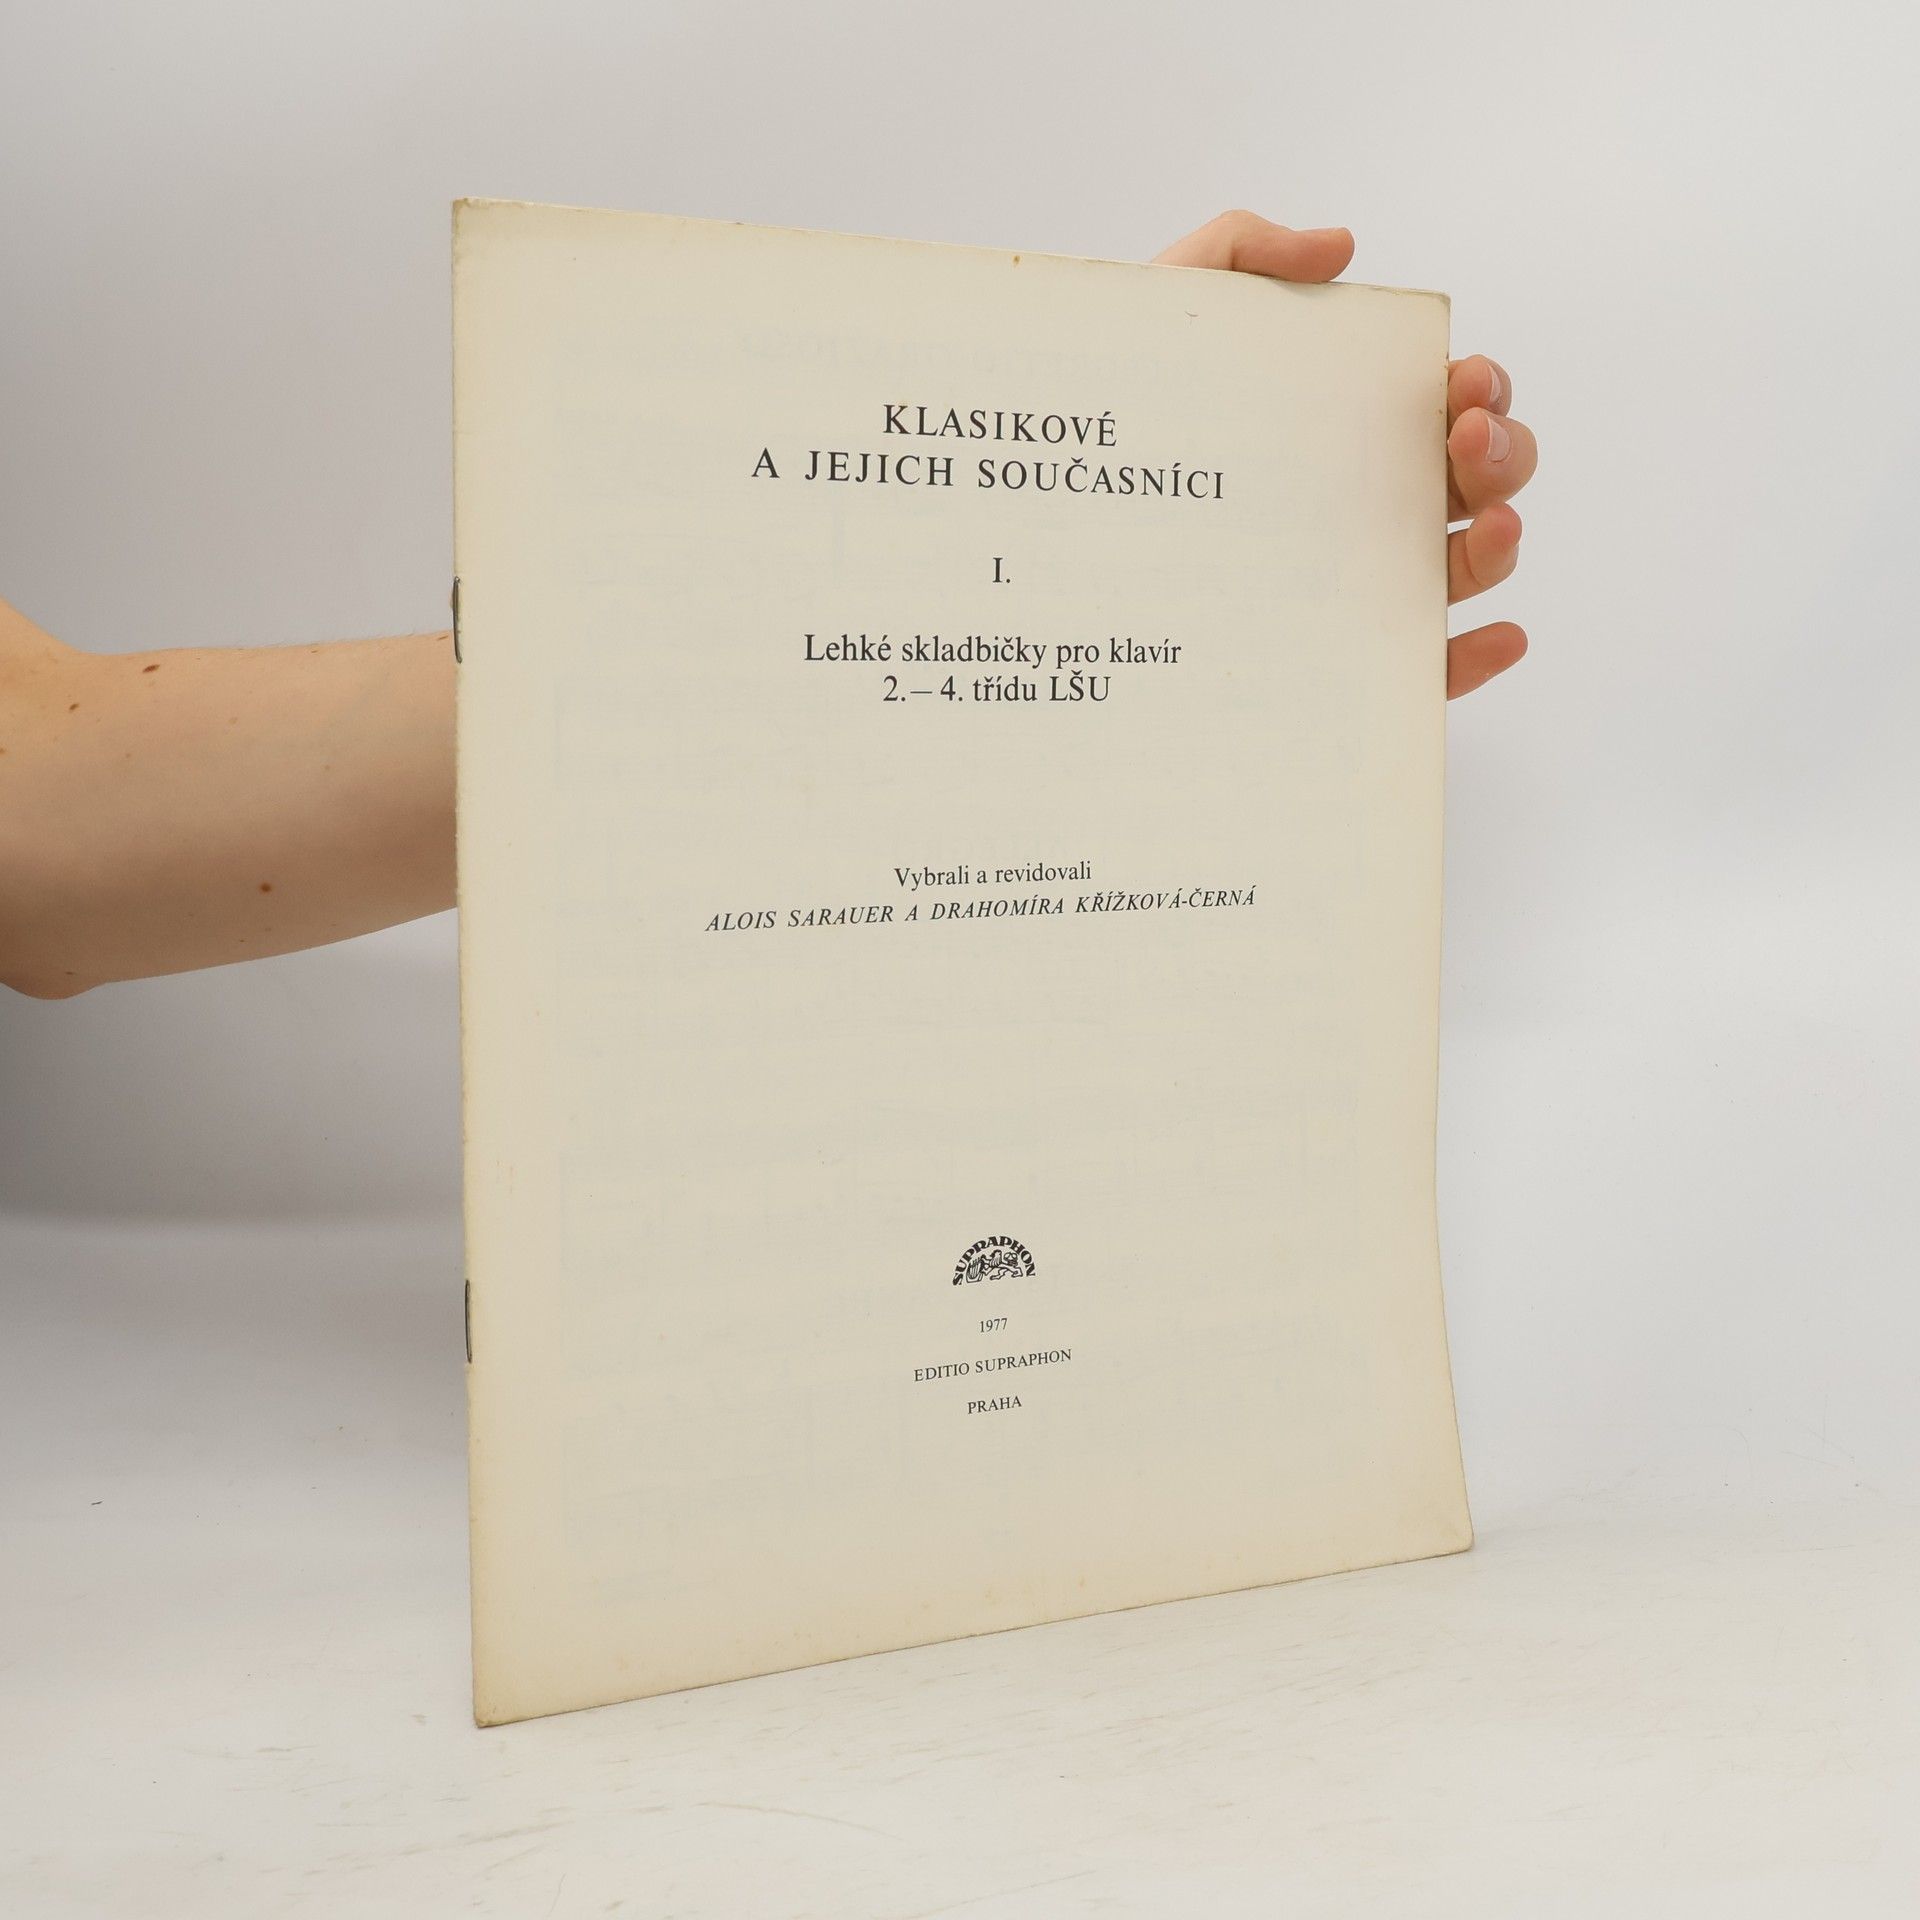 KLASIKOVÉ
A JEJICH SOUČASNÍCI
I.
Lehké skladbičky pro klavír
2.– 4. třídu LŠU
Vybrali a revidovali
ALOIS SARAUER A DRAHOMÍRA KŘÍŽKOVÁ-ČERNÁ
SUPRAPHON
1977
EDITIO SUPRAPHON
PRAHA